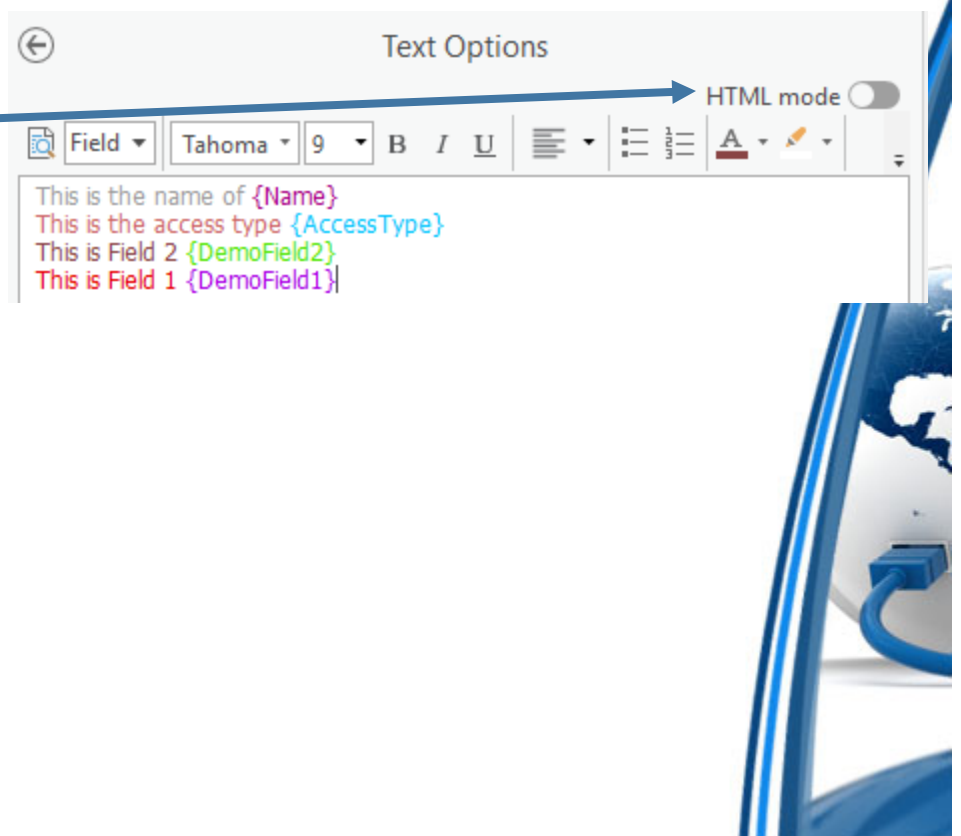 Text Options
HTML mode
Field Tahoma 9 B I U A
This is the name of {Name}
This is the access type {AccessType}
This is Field 2 {DemoField2}
This is Field 1 {DemoField1}